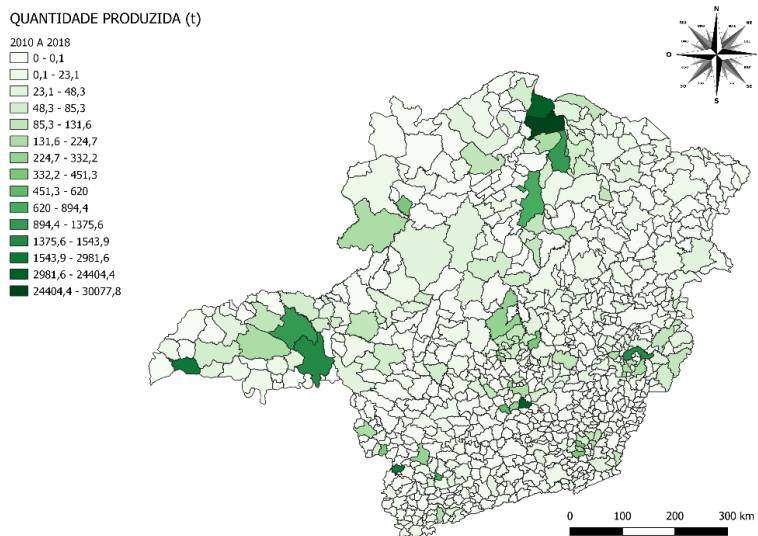 QUANTIDADE PRODUZIDA (t)
2010 A 2018
0 - 0,1
0,1 - 23,1
23,1 - 48,3
48,3 - 85,3
85,3 - 131,6
131,6 - 224,7
224,7 - 332,2
332,2 - 451,3
451,3 - 620
620 - 894,4
894,4 - 1375,6
1375,6 - 1543,9
1543,9 - 2981,6
2981,6 - 24404,4
24404,4 - 30077,8
N
O
E
S
0 100 200 300 km